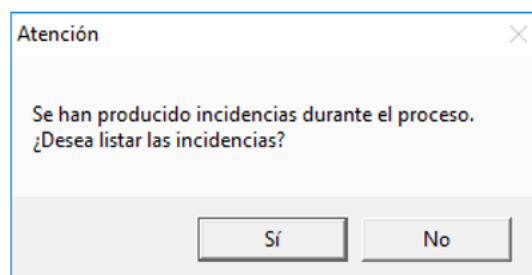 Atención
Se han producido incidencias durante el proceso.
¿Desea listar las incidencias?
Sí
No